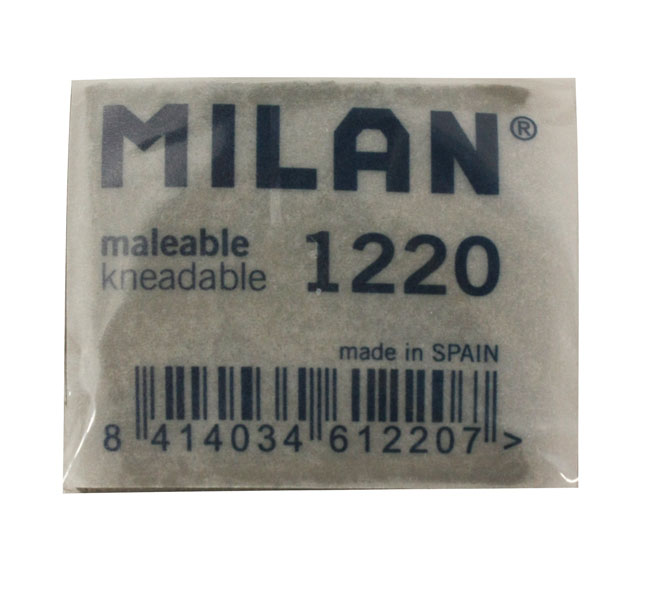 MILAN®
maleable 1220
kneadable
made in SPAIN
8 414034 612207 >